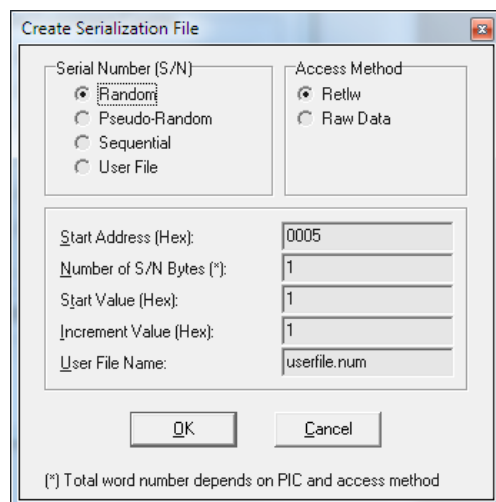 Create Serialization File
Serial Number (S/N)
Random
Pseudo-Random
Sequential
User File
Access Method
Retlw
Raw Data
Start Address (Hex): 0005
Number of S/N Bytes (*): 1
Start Value (Hex): 1
Increment Value (Hex): 1
User File Name: userfile.num
OK Cancel
(*) Total word number depends on PIC and access method